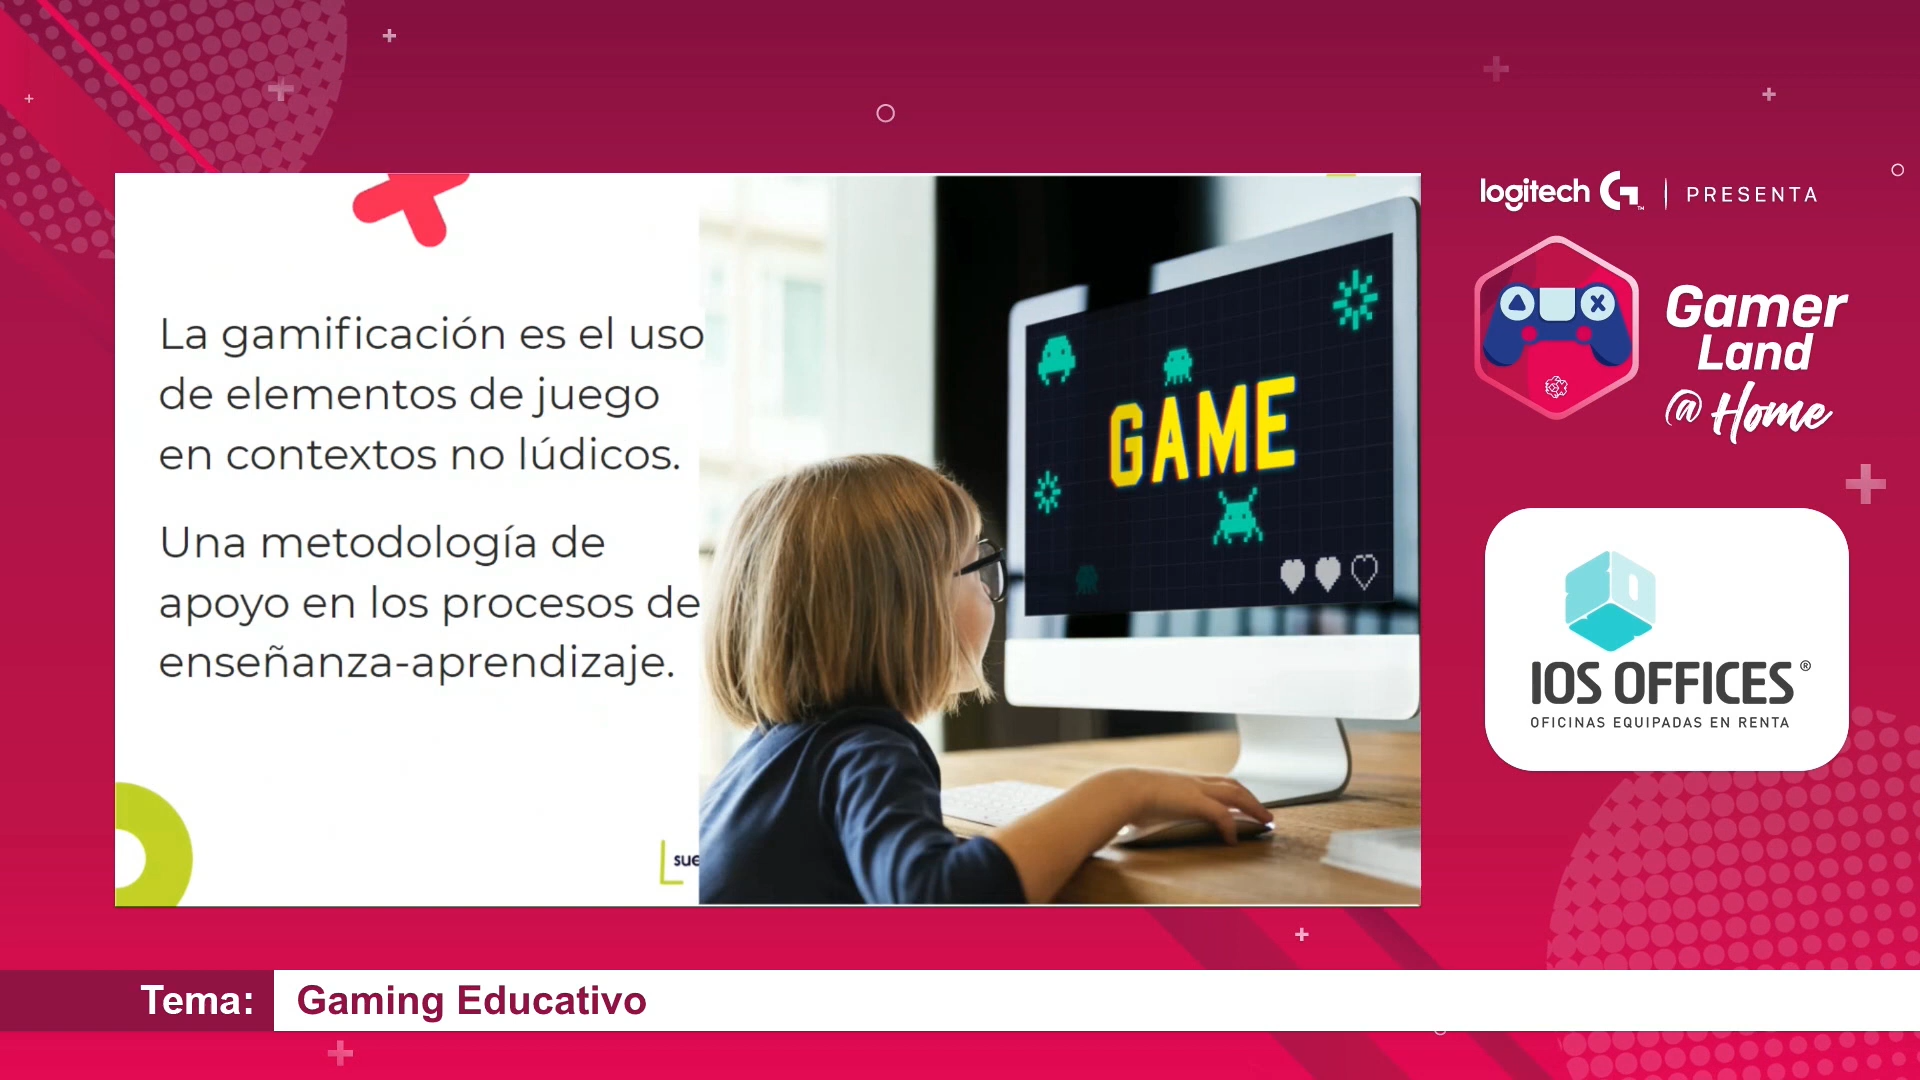 La gamificación es el uso
de elementos de juego
en contextos no lúdicos.
Una metodología de
apoyo en los procesos de
enseñanza-aprendizaje.
GAME
logitech G™ | PRESENTA
Gamer
Land
@ Home
IOS OFFICES®
OFICINAS EQUIPADAS EN RENTA
Tema: Gaming Educativo